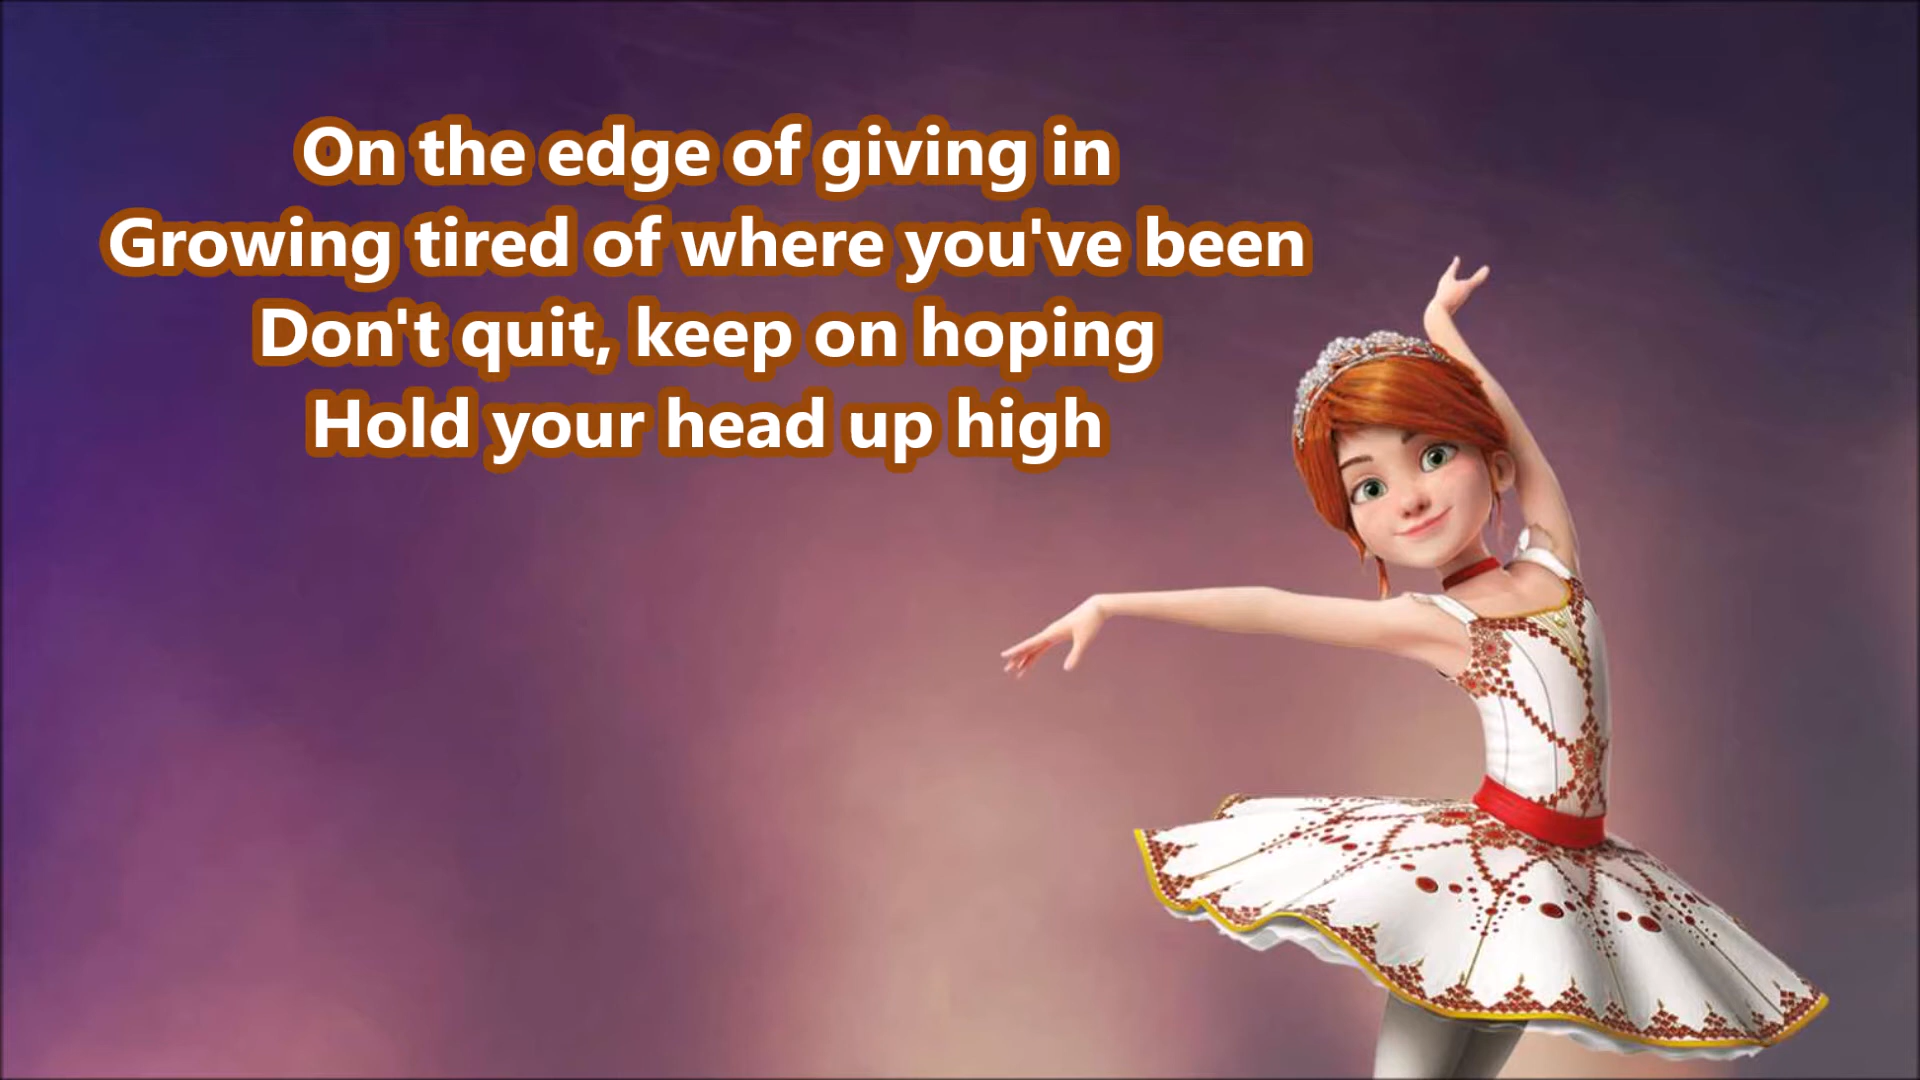 On the edge of giving in
Growing tired of where you've been
Don't quit, keep on hoping
Hold your head up high